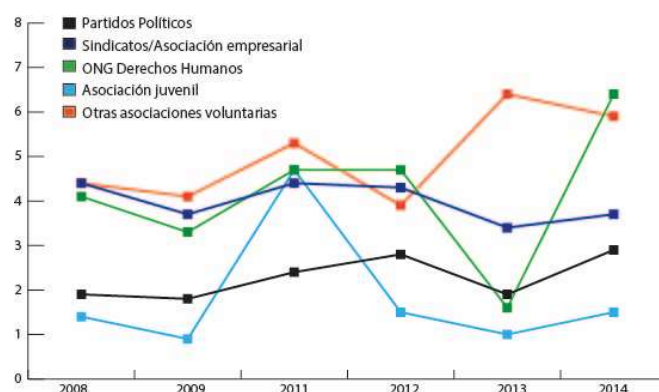 8
7
6
5
4
3
2
1
0
Partidos Políticos
Sindicatos/Asociación empresarial
ONG Derechos Humanos
Asociación juvenil
Otras asociaciones voluntarias
2008 2009 2011 2012 2013 2014